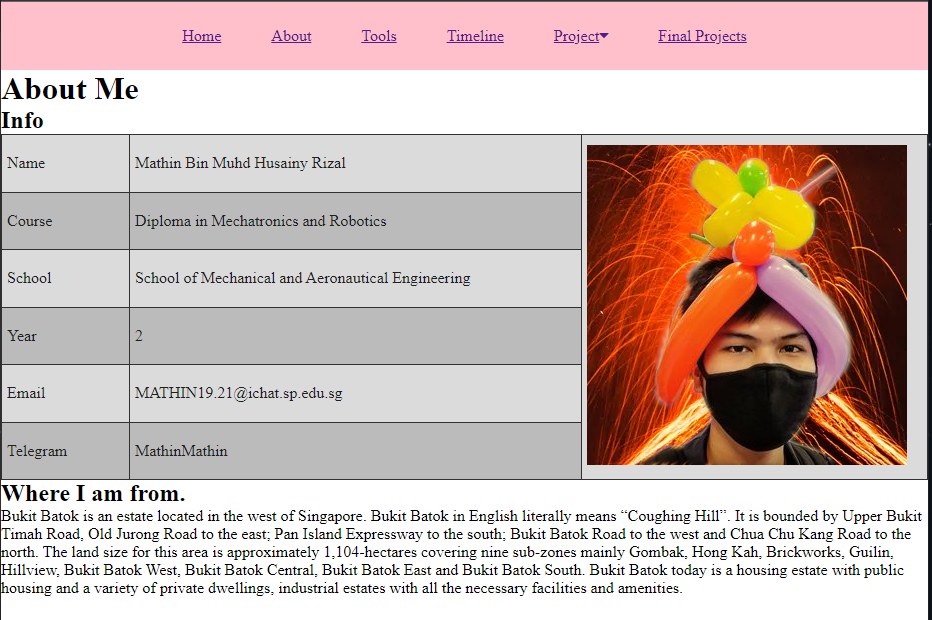 Home About Tools Timeline Project Final Projects
About Me
Info
Name Mathin Bin Muhd Husainy Rizal
Course Diploma in Mechatronics and Robotics
School School of Mechanical and Aeronautical Engineering
Year 2
Email MATHIN19.21@ichat.sp.edu.sg
Telegram MathinMathin
Where I am from.
Bukit Batok is an estate located in the west of Singapore. Bukit Batok in English literally means “Coughing Hill”. It is bounded by Upper Bukit
Timah Road, Old Jurong Road to the east; Pan Island Expressway to the south; Bukit Batok Road to the west and Chua Chu Kang Road to the
north. The land size for this area is approximately 1,104-hectares covering nine sub-zones mainly Gombak, Hong Kah, Brickworks, Guilin,
Hillview, Bukit Batok West, Bukit Batok Central, Bukit Batok East and Bukit Batok South. Bukit Batok today is a housing estate with public
housing and a variety of private dwellings, industrial estates with all the necessary facilities and amenities.